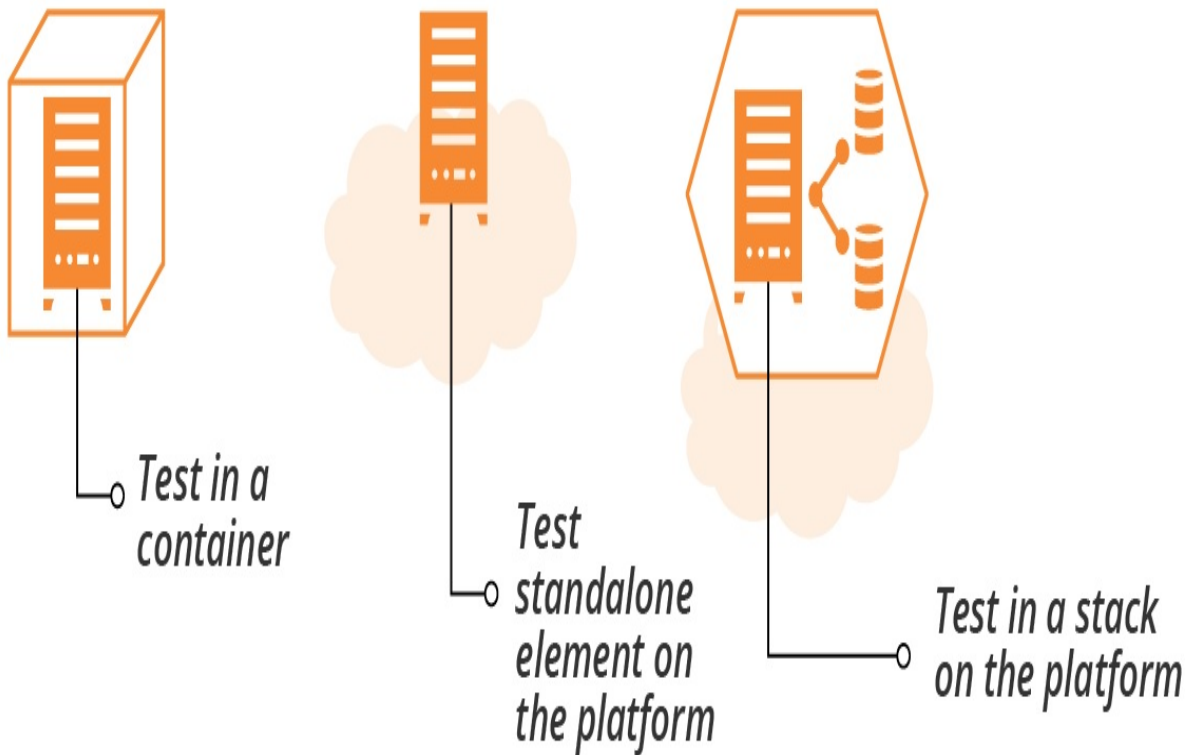 Test in a
container
Test
standalone
element on
the platform
Test in a stack
on the platform